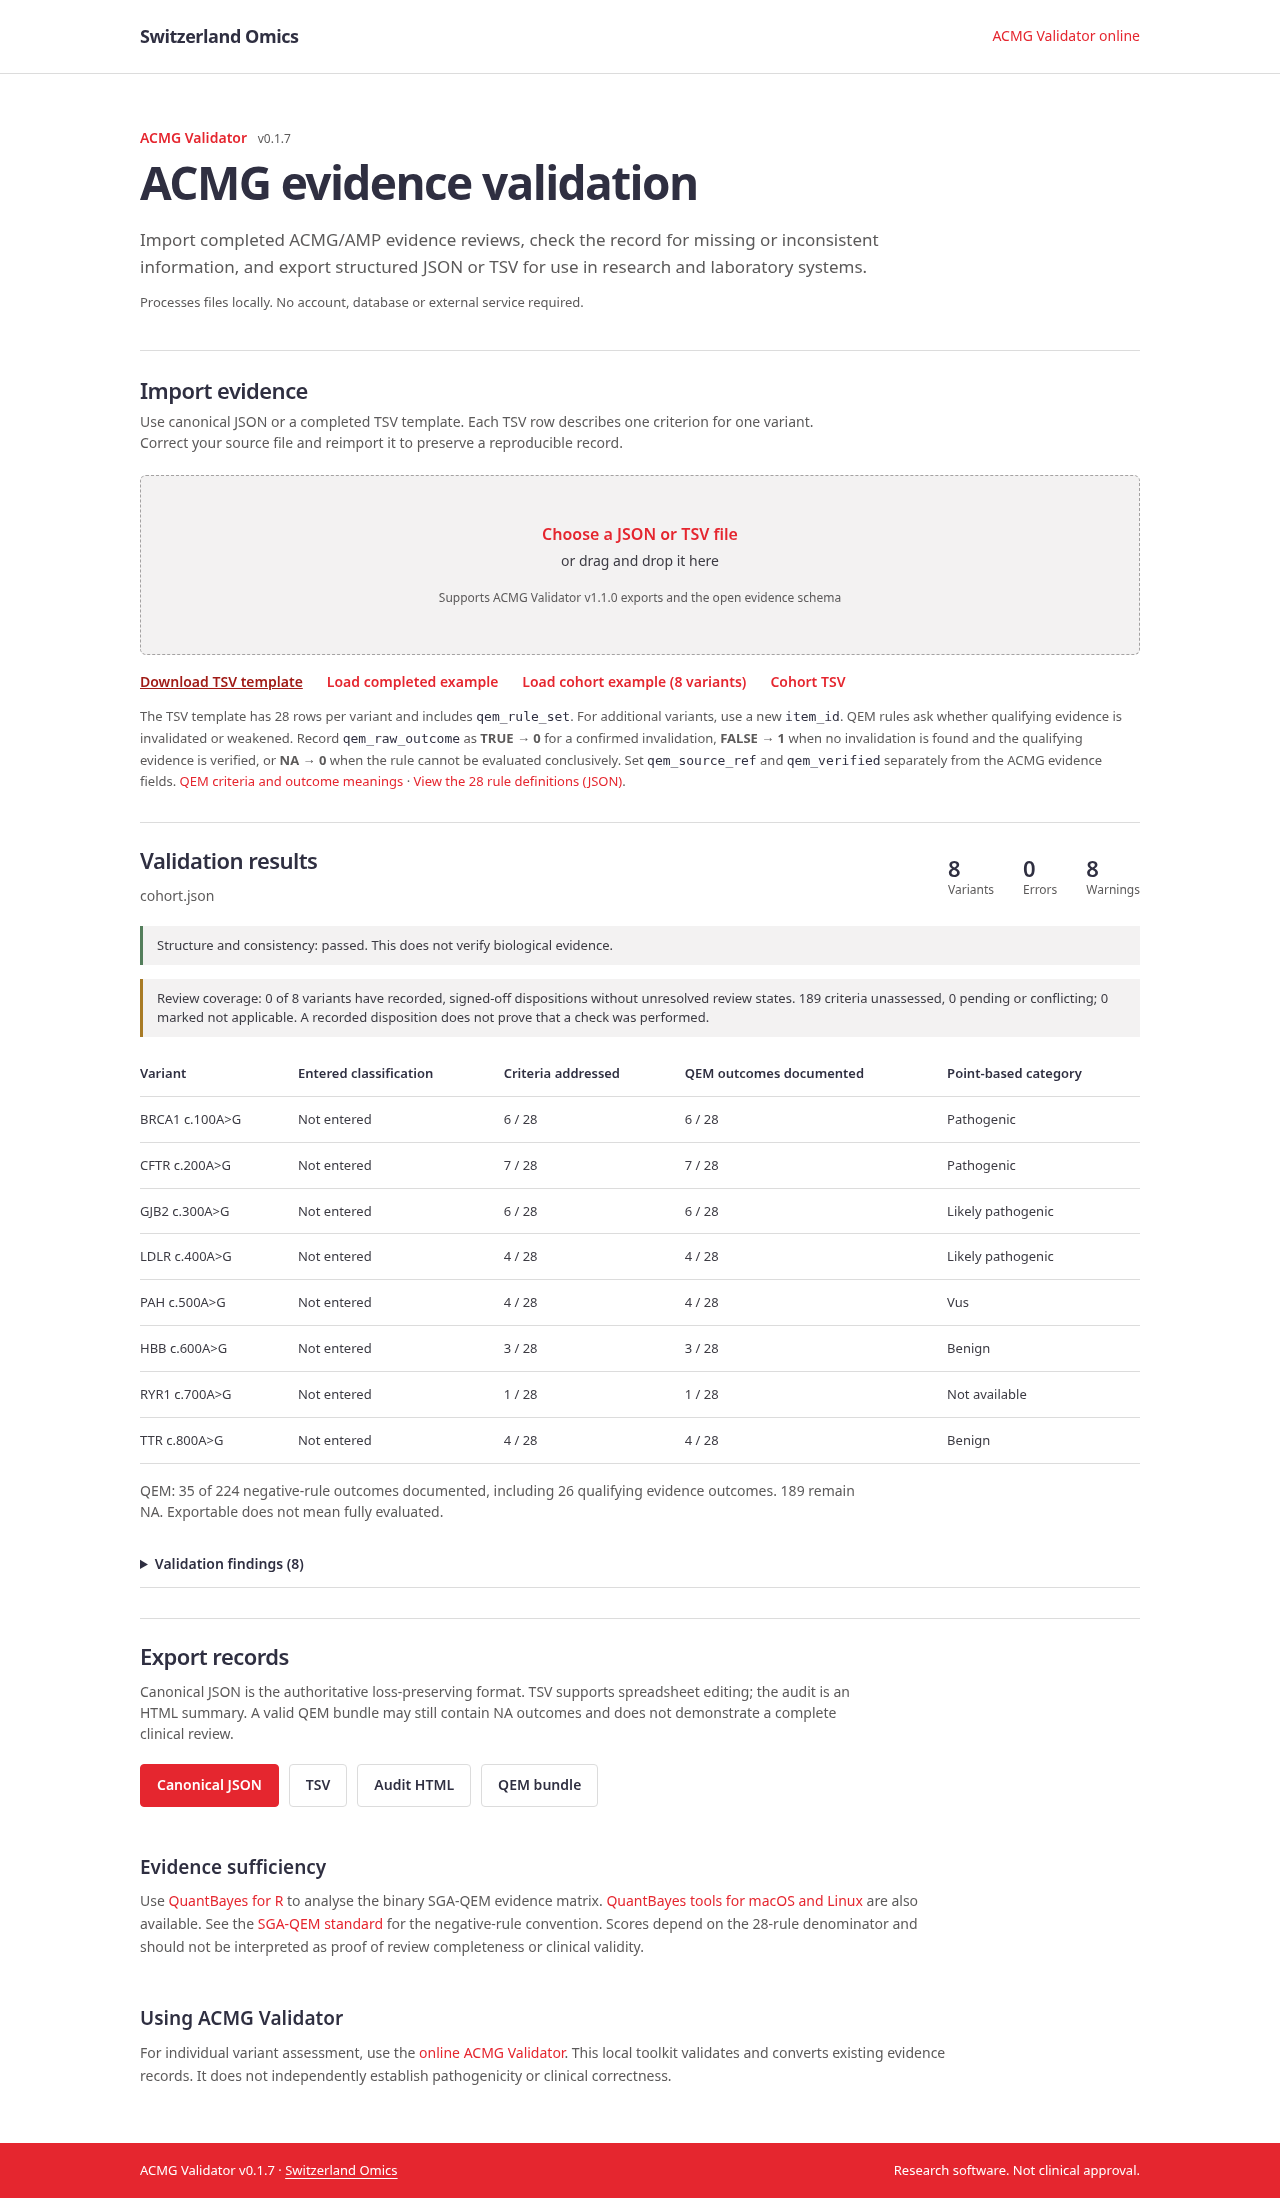 Switzerland Omics
ACMG Validator online
ACMG Validator v0.1.7
ACMG evidence validation
Import completed ACMG/AMP evidence reviews, check the record for missing or inconsistent
information, and export structured JSON or TSV for use in research and laboratory systems.
Processes files locally. No account, database or external service required.
Import evidence
Use canonical JSON or a completed TSV template. Each TSV row describes one criterion for one variant.
Correct your source file and reimport it to preserve a reproducible record.
Choose a JSON or TSV file
or drag and drop it here
Supports ACMG Validator v1.1.0 exports and the open evidence schema
Download TSV template Load completed example Load cohort example (8 variants) Cohort TSV
The TSV template has 28 rows per variant and includes qem_rule_set. For additional variants, use a new item_id. QEM rules ask whether qualifying evidence is
invalidated or weakened. Record qem_raw_outcome as TRUE → 0 for a confirmed invalidation, FALSE → 1 when no invalidation is found and the qualifying
evidence is verified, or NA → 0 when the rule cannot be evaluated conclusively. Set qem_source_ref and qem_verified separately from the ACMG evidence
fields. QEM criteria and outcome meanings · View the 28 rule definitions (JSON).
Validation results
cohort.json
8 0 8
Variants Errors Warnings
Structure and consistency: passed. This does not verify biological evidence.
Review coverage: 0 of 8 variants have recorded, signed-off dispositions without unresolved review states. 189 criteria unassessed, 0 pending or conflicting; 0
marked not applicable. A recorded disposition does not prove that a check was performed.
Variant Entered classification Criteria addressed QEM outcomes documented Point-based category
BRCA1 c.100A>G Not entered 6 / 28 6 / 28 Pathogenic
CFTR c.200A>G Not entered 7 / 28 7 / 28 Pathogenic
GJB2 c.300A>G Not entered 6 / 28 6 / 28 Likely pathogenic
LDLR c.400A>G Not entered 4 / 28 4 / 28 Likely pathogenic
PAH c.500A>G Not entered 4 / 28 4 / 28 Vus
HBB c.600A>G Not entered 3 / 28 3 / 28 Benign
RYR1 c.700A>G Not entered 1 / 28 1 / 28 Not available
TTR c.800A>G Not entered 4 / 28 4 / 28 Benign
QEM: 35 of 224 negative-rule outcomes documented, including 26 qualifying evidence outcomes. 189 remain
NA. Exportable does not mean fully evaluated.
Validation findings (8)
Export records
Canonical JSON is the authoritative loss-preserving format. TSV supports spreadsheet editing; the audit is an
HTML summary. A valid QEM bundle may still contain NA outcomes and does not demonstrate a complete
clinical review.
Canonical JSON TSV Audit HTML QEM bundle
Evidence sufficiency
Use QuantBayes for R to analyse the binary SGA-QEM evidence matrix. QuantBayes tools for macOS and Linux are also
available. See the SGA-QEM standard for the negative-rule convention. Scores depend on the 28-rule denominator and
should not be interpreted as proof of review completeness or clinical validity.
Using ACMG Validator
For individual variant assessment, use the online ACMG Validator. This local toolkit validates and converts existing evidence
records. It does not independently establish pathogenicity or clinical correctness.
ACMG Validator v0.1.7 · Switzerland Omics
Research software. Not clinical approval.